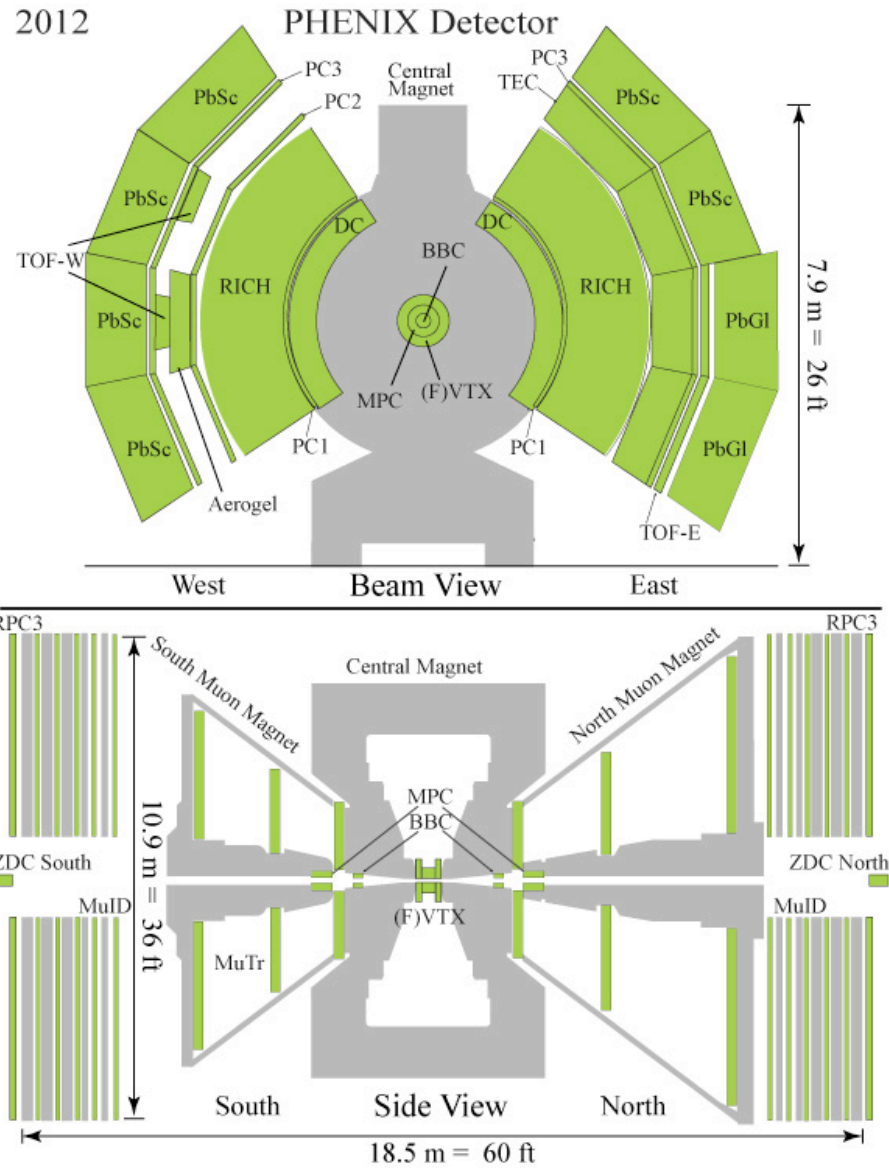 2012
PHENIX Detector
PC3
PC2
Central
Magnet
PC3
TEC
PbSc
PbSc
PbSc
PbSc
TOF-W
DC
DC
BBC
RICH
RICH
PbSc
PbGl
MPC
(F)VTX
7.9 m = 26 ft
PbSc
PC1
PC1
PbGl
Aerogel
TOF-E
West
Beam View
East
RPC3
RPC3
South Muon Magnet
Central Magnet
North Muon Magnet
10.9 m = 36 ft
MPC
BBC
ZDC South
ZDC North
MuID
(F)VTX
MuID
MuTr
South
Side View
North
18.5 m = 60 ft